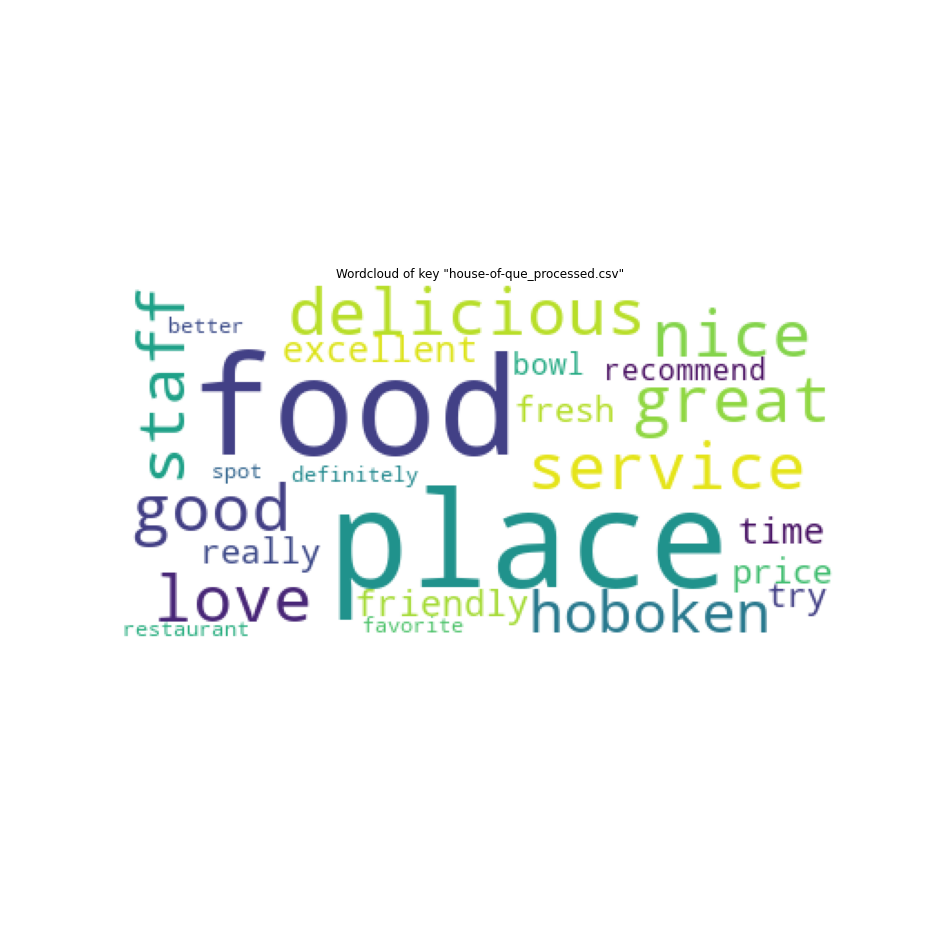 Wordcloud of key "house-of-que_processed.csv"
staff
better
delicious
nice
excellent
food
bowl
recommend
fresh
great
spot
definitely
service
good
place
time
really
price
love
friendly
hoboken
try
restaurant
favorite